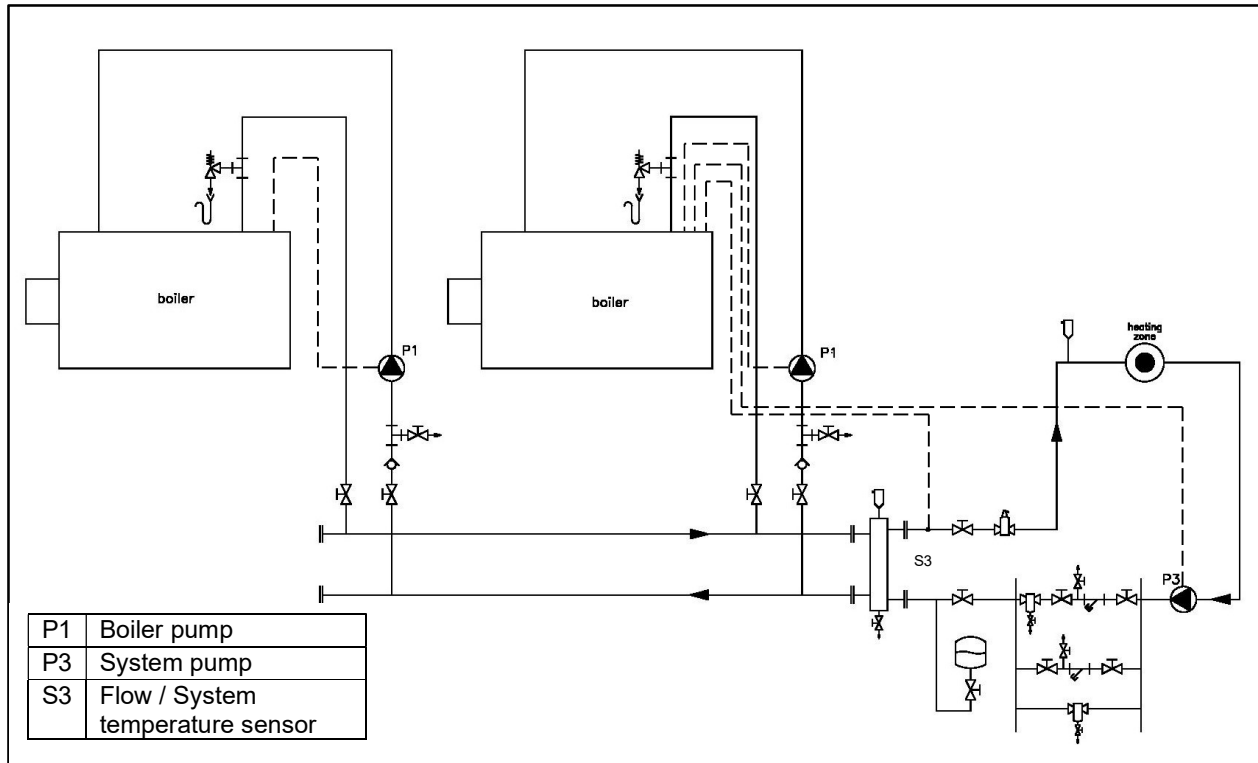 boiler
boiler
P1
P1
heating
zone
S3
P3
P1 Boiler pump
P3 System pump
S3 Flow / System
temperature sensor